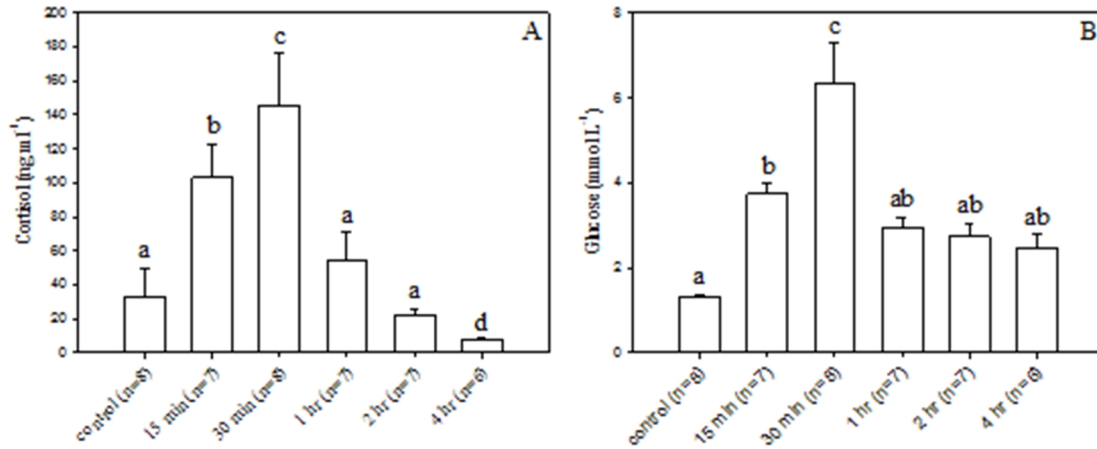 A
Cortisol (ng ml⁻¹)
200
180
160
140
120
100
80
60
40
20
0
a
b
c
a
a
d
control (n=8)
15 min (n=7)
30 min (n=8)
1 hr (n=7)
2 hr (n=7)
4 hr (n=6)
B
Glucose (mmol L⁻¹)
8
6
4
2
0
a
b
c
ab
ab
ab
control (n=8)
15 min (n=7)
30 min (n=8)
1 hr (n=7)
2 hr (n=7)
4 hr (n=6)